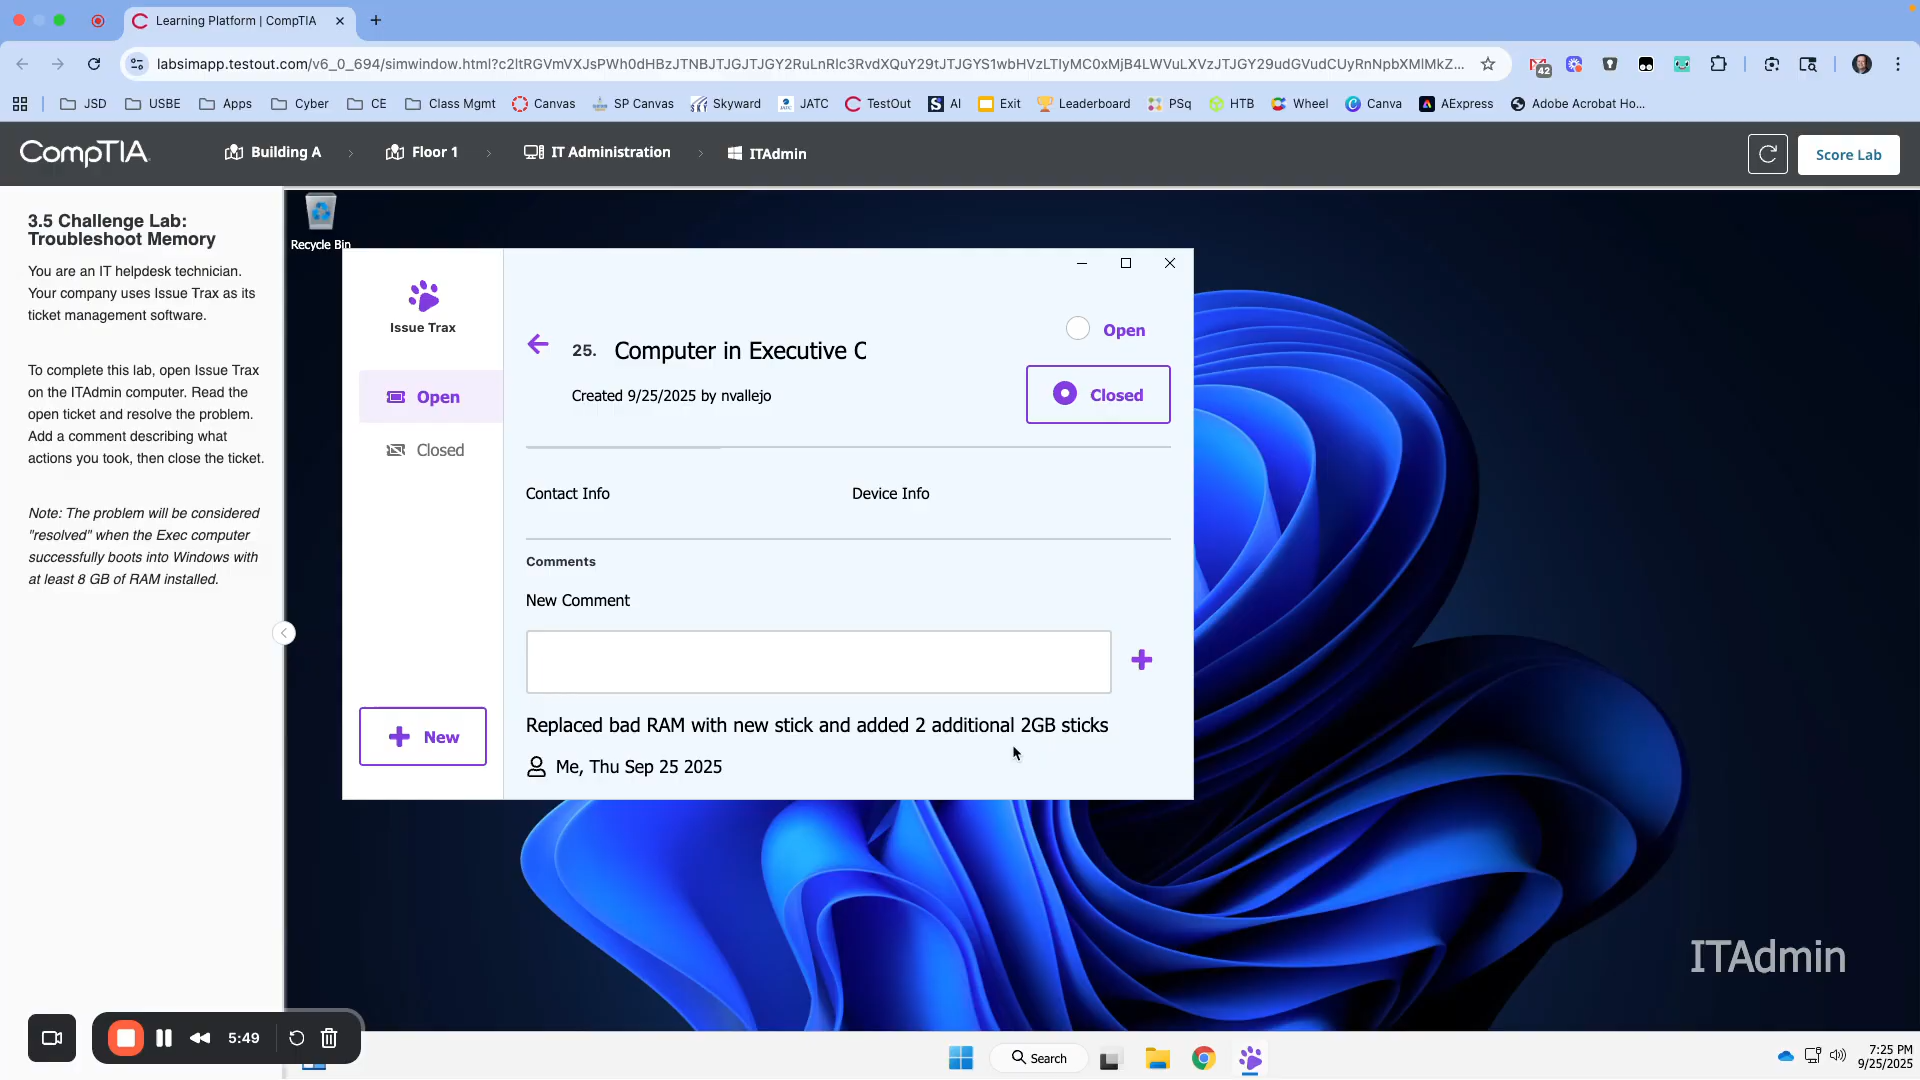 Learning Platform | CompTIA
labsimapp.testout.com/v6_0_694/simwindow.html?c2ltRGVmVXJsPWh0dHBzJTNBJTJGJTJGY2RuLnRlc3RvdXQuY29tJTJGYS1wbHVzLTIyMC0xMjB4LWVuLXVzJTJGY29udGVudCUyRnNpbXMlMkZ...
42
JSD
USBE
Apps
Cyber
CE
Class Mgmt
Canvas
SP Canvas
Skyward
JATC
TestOut
AI
Exit
Leaderboard
PSq
HTB
Wheel
Canva
AExpress
Adobe Acrobat Ho...
CompTIA.
Building A
Floor 1
IT Administration
ITAdmin
Score Lab
3.5 Challenge Lab:
Troubleshoot Memory
You are an IT helpdesk technician.
Your company uses Issue Trax as its
ticket management software.
To complete this lab, open Issue Trax
on the ITAdmin computer. Read the
open ticket and resolve the problem.
Add a comment describing what
actions you took, then close the ticket.
Note: The problem will be considered
"resolved" when the Exec computer
successfully boots into Windows with
at least 8 GB of RAM installed.
Recycle Bin
Issue Trax
Open
Closed
New
25. Computer in Executive C
Created 9/25/2025 by nvallejo
Open
Closed
Contact Info
Device Info
Comments
New Comment
Replaced bad RAM with new stick and added 2 additional 2GB sticks
Me, Thu Sep 25 2025
ITAdmin
5:49
Search
7:25 PM
9/25/2025